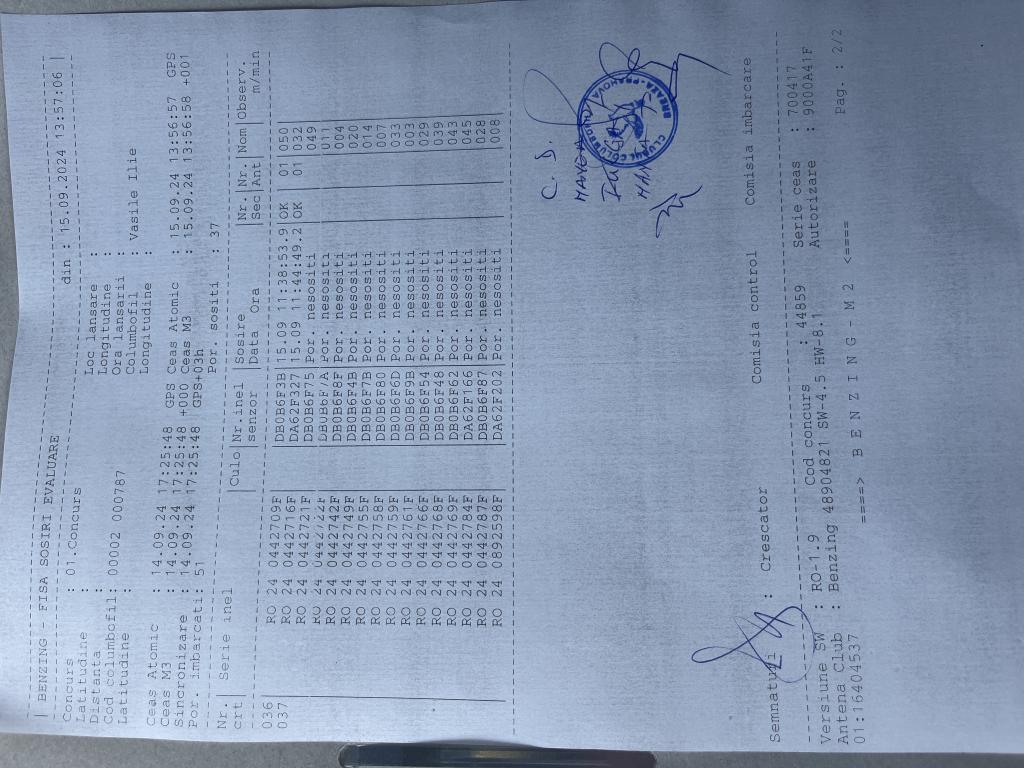 | BENZING - FISA SOSIRI EVALUARE din : 15.09.2024 13:57:06 |
Concurs : 01.Concurs Loc lansare :
Latitudine : Longitudine :
Distanta : Ora lansarii :
Cod columbofil: 00002 000787 Columbofil : Vasile Ilie
Latitudine : Longitudine :
Ceas Atomic : 14.09.24 17:25:48 GPS Ceas Atomic : 15.09.24 13:56:57 GPS
Ceas M3 : 14.09.24 17:25:48 +000 Ceas M3 : 15.09.24 13:56:58 +001
Sincronizare : 14.09.24 17:25:48 GPS+03h
Por. imbarcati: 51 Por. sositi : 37
Nr.| Serie inel |Culo|Nr.inel |Sosire |Nr.|Nr.|Nom|Observ.
crt| | |senzor |Data Ora |Sec|Ant| | m/min
036 RO 24 04427​09F |DB0B6F3B|15.09 11:38:53.9|OK | 01|050
037 RO 24 04427​16F |DA62F327|15.09 11:44:49.2|OK | 01|032
RO 24 0442721F |DB0B6F75|Por. nesositi |049
RO 24 0442722F |DB0B6F7A|Por. nesositi |011
RO 24 0442742F |DB0B6F8F|Por. nesositi |004
RO 24 0442749F |DB0B6F4B|Por. nesositi |020
RO 24 0442755F |DB0B6F7B|Por. nesositi |014
RO 24 0442758F |DB0B6F80|Por. nesositi |007
RO 24 0442759F |DB0B6F6D|Por. nesositi |033
RO 24 0442761F |DB0B6F9B|Por. nesositi |003
RO 24 0442766F |DB0B6F54|Por. nesositi |029
RO 24 0442768F |DB0B6F48|Por. nesositi |039
RO 24 0442769F |DB0B6F62|Por. nesositi |043
RO 24 0442784F |DA62F166|Por. nesositi |045
RO 24 0442787F |DB0B6F87|Por. nesositi |028
RO 24 0892598F |DA62F202|Por. nesositi |008
C. D.
CLUBUL COLUMBOFIL BREAZA-PRAHOVA
Semnaturi : Crescator Comisia control Comisia imbarcare
Versiune SW : RO-1.9 Cod concurs : 44859 Serie ceas : 700417
Antena Club : Benzing 48904821 SW-4.5 HW-8.1 Autorizare : 9000A41F
01:16404537
====> B E N Z I N G - M 2 <==== Pag. : 2/2